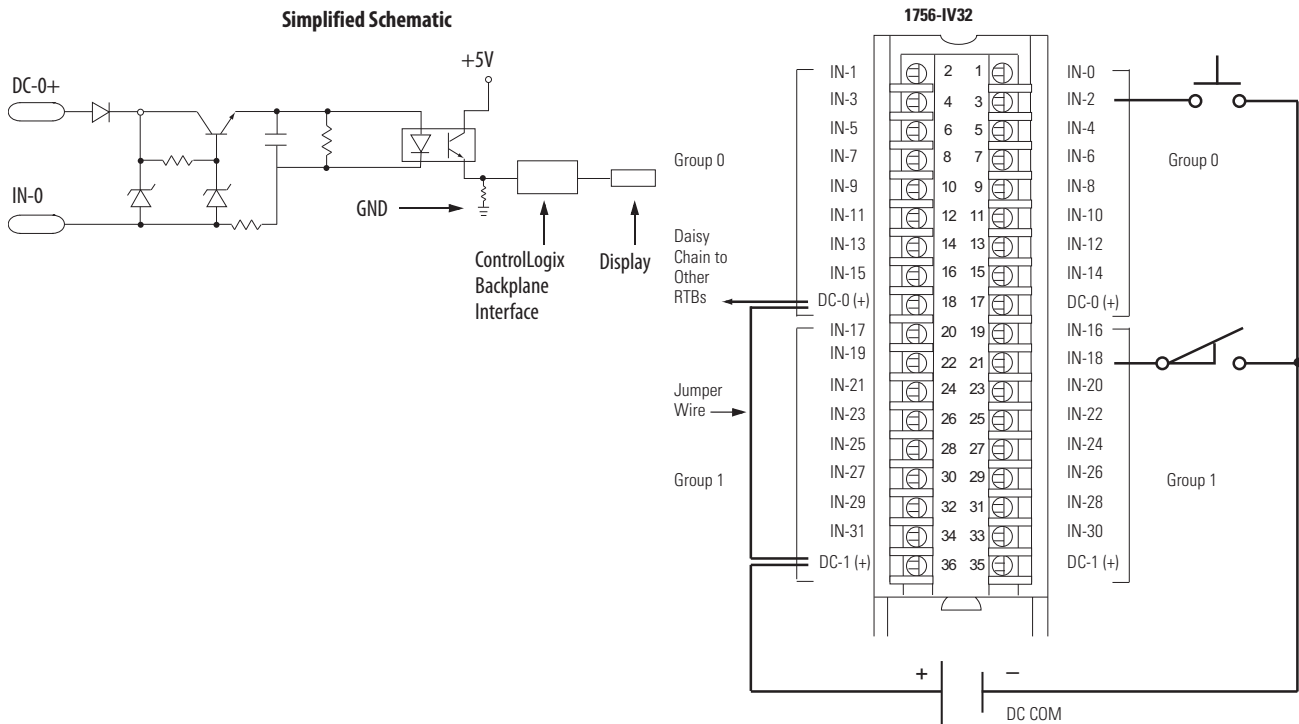 Simplified Schematic
+5V
DC-0+
IN-0
GND
ControlLogix
Backplane
Interface
Display
1756-IV32
IN-1 2 1 IN-0
IN-3 4 3 IN-2
IN-5 6 5 IN-4
IN-7 8 7 IN-6
IN-9 10 9 IN-8
IN-11 12 11 IN-10
IN-13 14 13 IN-12
IN-15 16 15 IN-14
DC-0 (+) 18 17 DC-0 (+)
IN-17 20 19 IN-16
IN-19 22 21 IN-18
IN-21 24 23 IN-20
IN-23 26 25 IN-22
IN-25 28 27 IN-24
IN-27 30 29 IN-26
IN-29 32 31 IN-28
IN-31 34 33 IN-30
DC-1 (+) 36 35 DC-1 (+)
Group 0
Group 0
Daisy
Chain to
Other
RTBs
Jumper
Wire
Group 1
Group 1
+ –
DC COM